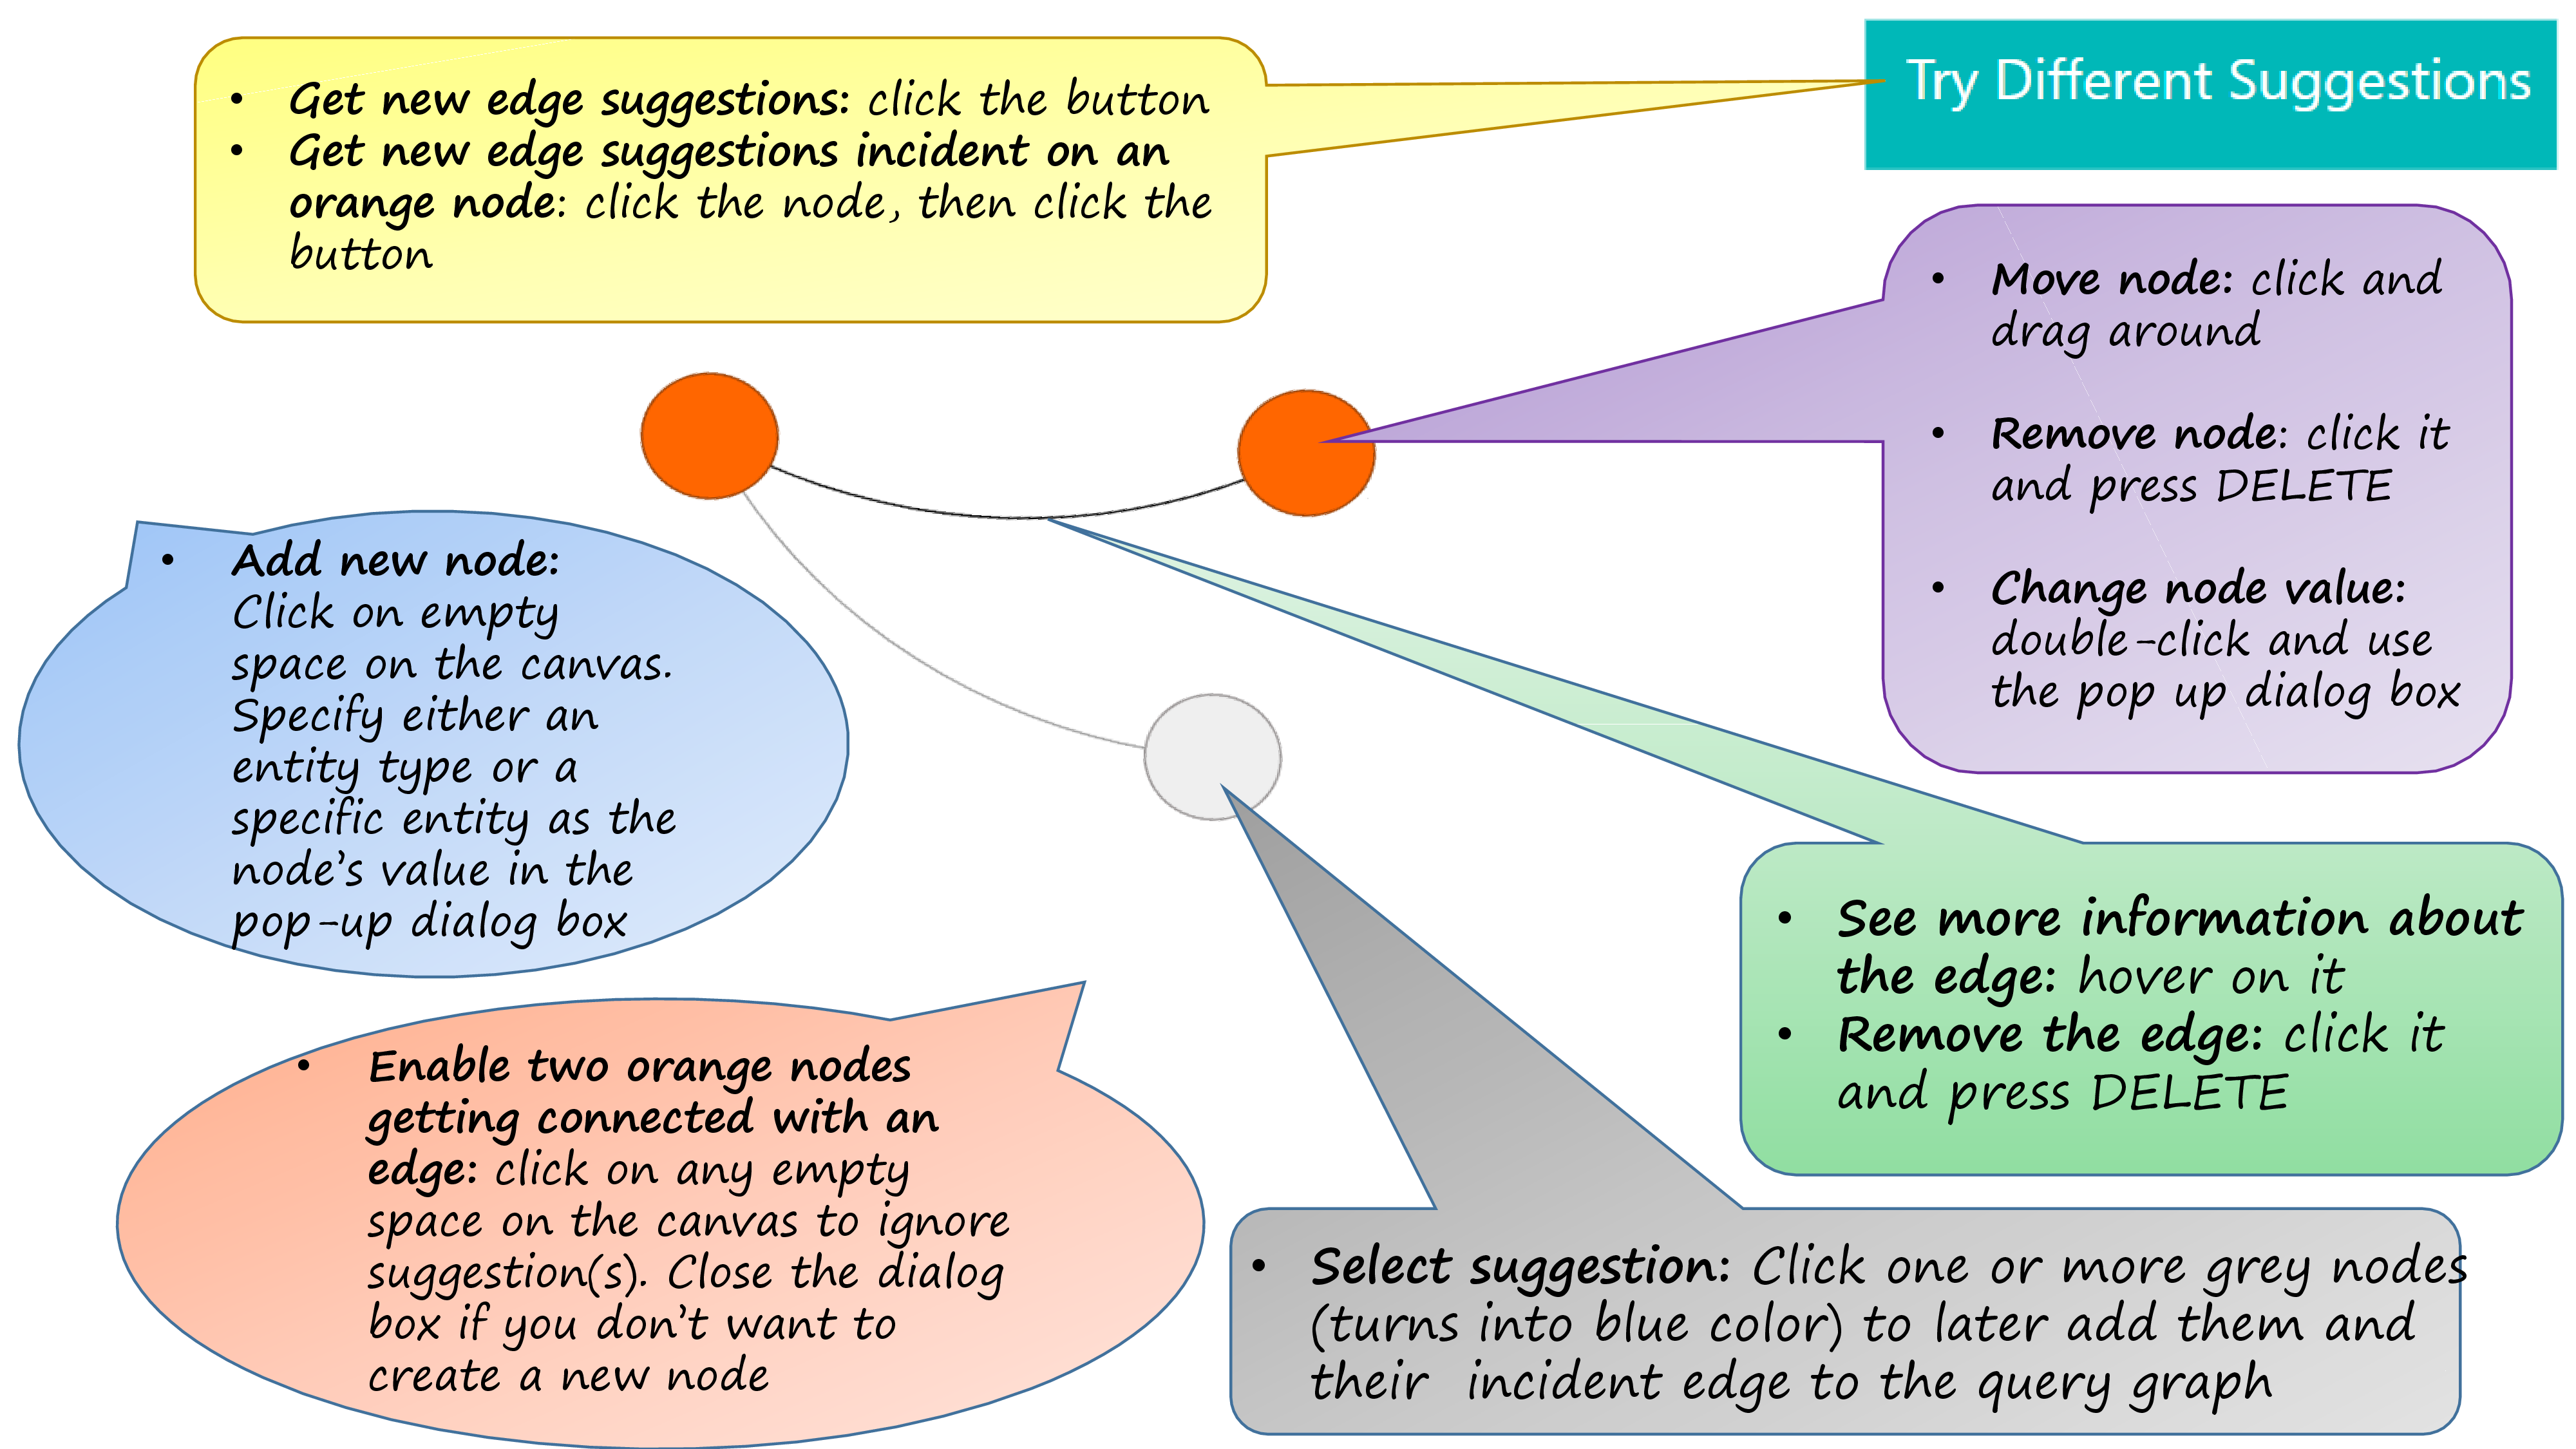 • Get new edge suggestions: click the button
• Get new edge suggestions incident on an
orange node: click the node, then click the
button
Try Different Suggestions
• Move node: click and
drag around
• Remove node: click it
and press DELETE
• Change node value:
double-click and use
the pop up dialog box
• Add new node:
Click on empty
space on the canvas.
Specify either an
entity type or a
specific entity as the
node’s value in the
pop-up dialog box
• See more information about
the edge: hover on it
• Remove the edge: click it
and press DELETE
• Enable two orange nodes
getting connected with an
edge: click on any empty
space on the canvas to ignore
suggestion(s). Close the dialog
box if you don’t want to
create a new node
• Select suggestion: Click one or more grey nodes
(turns into blue color) to later add them and
their incident edge to the query graph